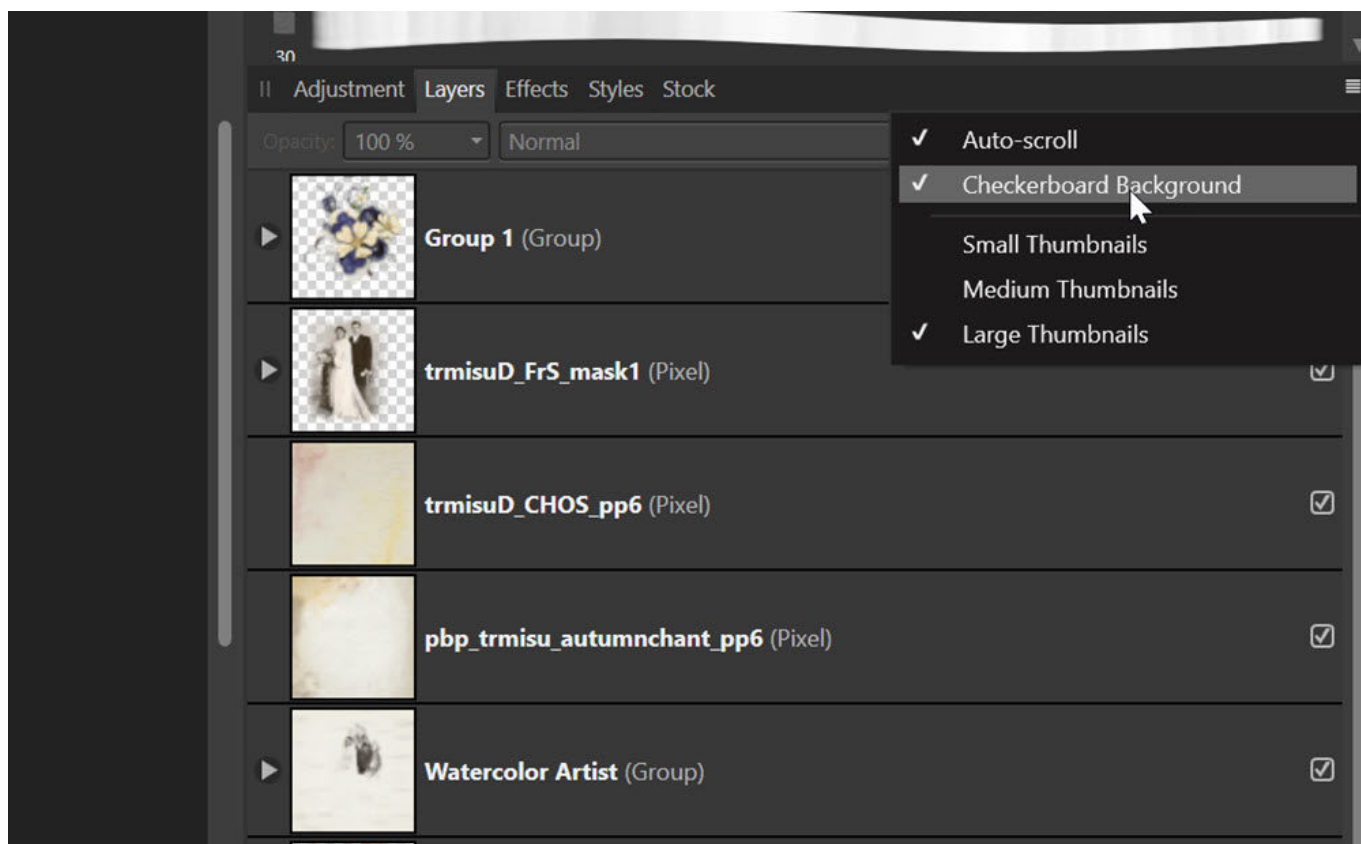 30
Adjustment Layers Effects Styles Stock
Opacity: 100 % Normal
Auto-scroll
Checkerboard Background
Small Thumbnails
Medium Thumbnails
Large Thumbnails
Group 1 (Group)
trmisuD_FrS_mask1 (Pixel)
trmisuD_CHOS_pp6 (Pixel)
pbp_trmisu_autumnchant_pp6 (Pixel)
Watercolor Artist (Group)